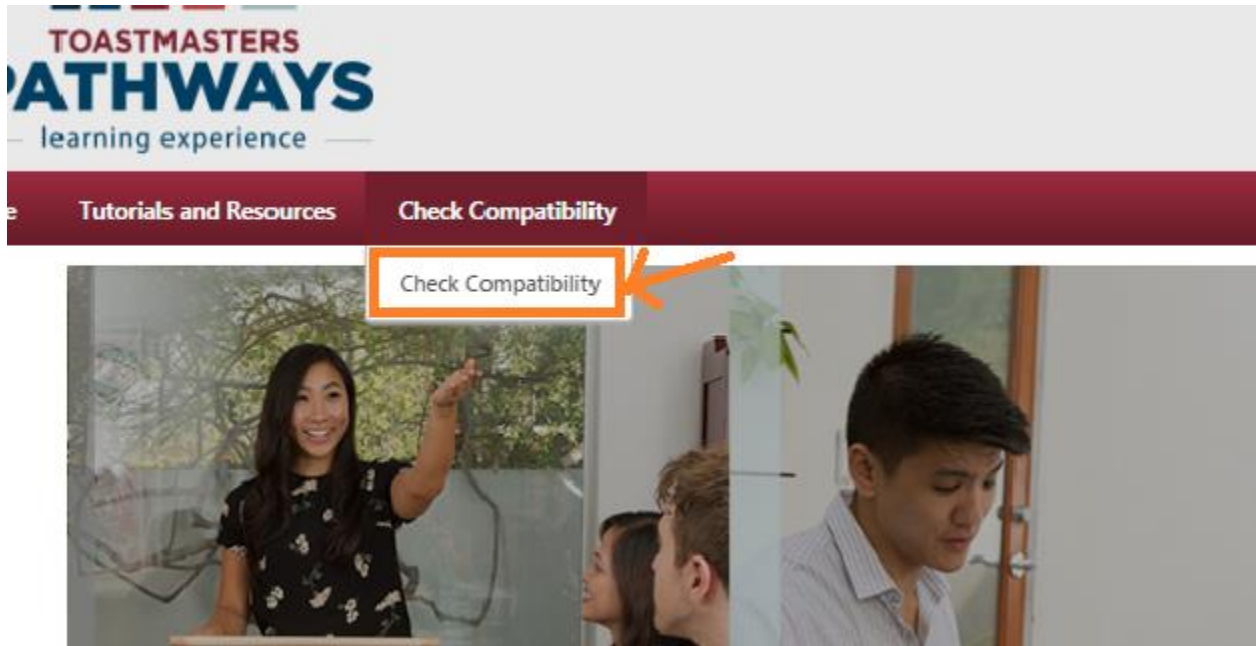 TOASTMASTERS
PATHWAYS
learning experience
e Tutorials and Resources Check Compatibility
Check Compatibility